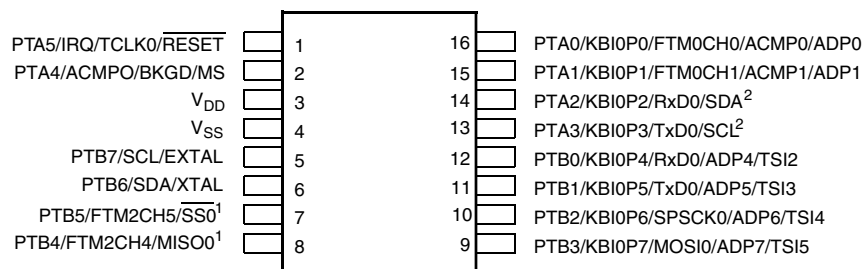 PTA5/IRQ/TCLK0/RESET 1 16 PTA0/KBI0P0/FTM0CH0/ACMP0/ADP0
PTA4/ACMPO/BKGD/MS 2 15 PTA1/KBI0P1/FTM0CH1/ACMP1/ADP1
VDD 3 14 PTA2/KBI0P2/RxD0/SDA2
VSS 4 13 PTA3/KBI0P3/TxD0/SCL2
PTB7/SCL/EXTAL 5 12 PTB0/KBI0P4/RxD0/ADP4/TSI2
PTB6/SDA/XTAL 6 11 PTB1/KBI0P5/TxD0/ADP5/TSI3
PTB5/FTM2CH5/SS01 7 10 PTB2/KBI0P6/SPSCK0/ADP6/TSI4
PTB4/FTM2CH4/MISO01 8 9 PTB3/KBI0P7/MOSI0/ADP7/TSI5